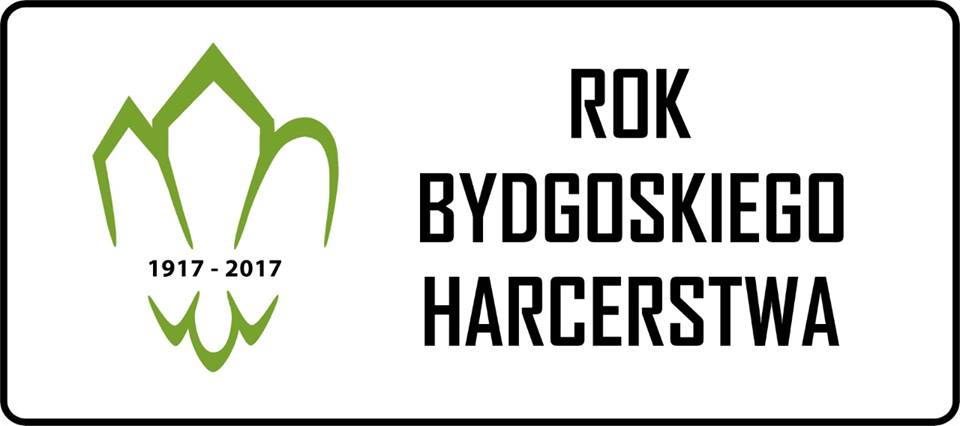 1917 - 2017
ROK
BYDGOSKIEGO
HARCERSTWA